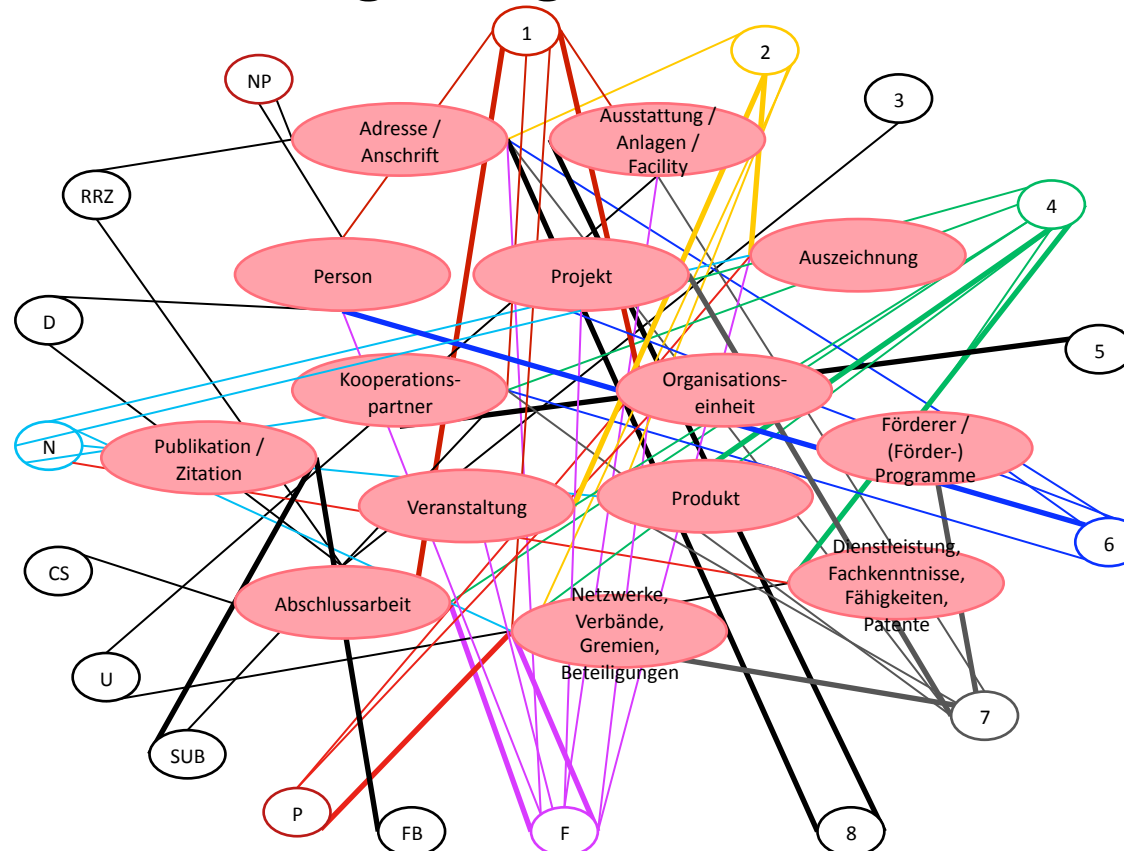 1
2
NP
3
Adresse /
Anschrift
Ausstattung /
Anlagen /
Facility
RRZ
4
Person
Projekt
Auszeichnung
D
5
Kooperations-
partner
Organisations-
einheit
N
Publikation /
Zitation
Förderer /
(Förder-)
Programme
Veranstaltung
Produkt
6
CS
Abschlussarbeit
Dienstleistung,
Fachkenntnisse,
Fähigkeiten,
Patente
Netzwerke,
Verbände,
Gremien,
Beteiligungen
U
7
SUB
P
FB
F
8